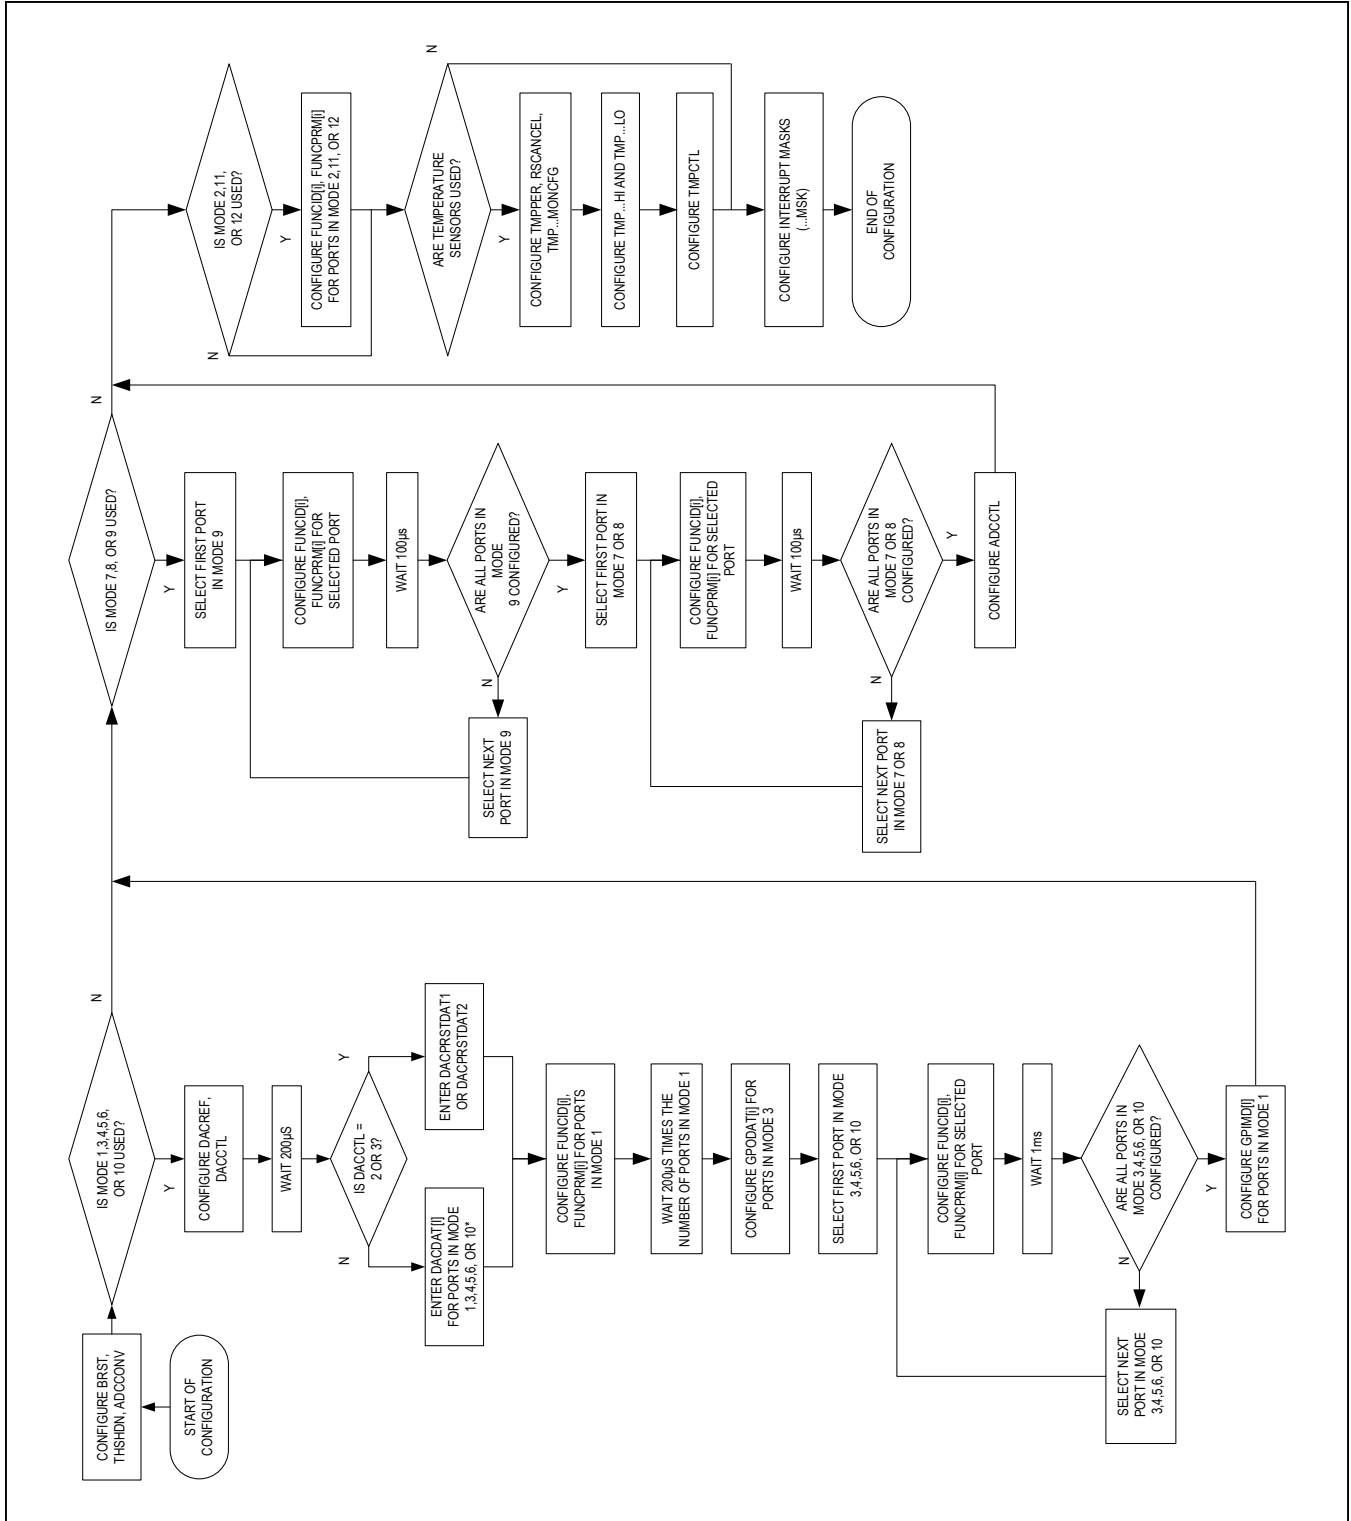 START OF
CONFIGURATION
CONFIGURE BRST,
THSHDN, ADCCONV
IS MODE 1,3,4,5,6,
OR 10 USED?
N
Y
CONFIGURE DACREF,
DACCTL
WAIT 200µS
IS DACCTL =
2 OR 3?
N
Y
ENTER DACDAT[I]
FOR PORTS IN MODE
1,3,4,5,6, OR 10*
ENTER DACPRSTDAT1
OR DACPRSTDAT2
CONFIGURE FUNCID[i],
FUNCPRM[i] FOR PORTS
IN MODE 1
WAIT 200µS TIMES THE
NUMBER OF PORTS IN MODE 1
CONFIGURE GPODAT[i] FOR
PORTS IN MODE 3
SELECT FIRST PORT IN MODE
3,4,5,6, OR 10
CONFIGURE FUNCID[i],
FUNCPRM[i] FOR SELECTED
PORT
WAIT 1ms
ARE ALL PORTS IN
MODE 3,4,5,6, OR 10
CONFIGURED?
N
Y
SELECT NEXT
PORT IN MODE
3,4,5,6, OR 10
CONFIGURE GPIMD[I]
FOR PORTS IN MODE 1
IS MODE 7,8, OR 9 USED?
N
Y
SELECT FIRST PORT
IN MODE 9
CONFIGURE FUNCID[i],
FUNCPRM[i] FOR
SELECTED PORT
WAIT 100µs
ARE ALL PORTS IN
MODE
9 CONFIGURED?
N
Y
SELECT NEXT
PORT IN MODE 9
SELECT FIRST PORT IN
MODE 7 OR 8
CONFIGURE FUNCID[i],
FUNCPRM[i] FOR SELECTED
PORT
WAIT 100µs
ARE ALL PORTS IN
MODE 7 OR 8
CONFIGURED?
N
Y
SELECT NEXT PORT
IN MODE 7 OR 8
CONFIGURE ADCCTL
IS MODE 2,11,
OR 12 USED?
N
Y
CONFIGURE FUNCID[i], FUNCPRM[i]
FOR PORTS IN MODE 2,11, OR 12
ARE TEMPERATURE
SENSORS USED?
N
Y
CONFIGURE TMPPER, RSCANCEL,
TMP...MONCFG
CONFIGURE TMP...HI AND TMP...LO
CONFIGURE TMPCTL
CONFIGURE INTERRUPT MASKS
(...MSK)
END OF
CONFIGURATION